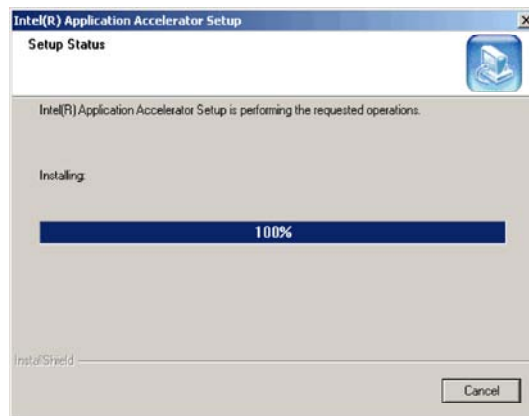 Intel(R) Application Accelerator Setup
Setup Status
Intel(R) Application Accelerator Setup is performing the requested operations.
Installing:
100%
InstallShield
Cancel